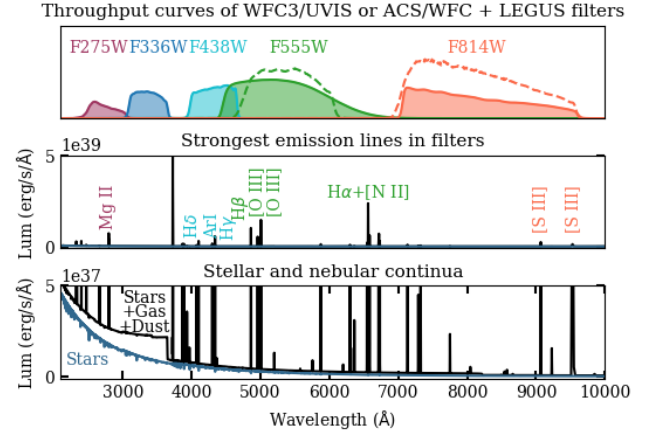 Throughput curves of WFC3/UVIS or ACS/WFC + LEGUS filters
F275W
F336W
F438W
F555W
F814W
Strongest emission lines in filters
5
1e39
0
Lum (erg/s/Å)
Mg II
Hδ
ArI
Hγ
Hβ
[O III]
[O III]
Hα+[N II]
[S III]
[S III]
Stellar and nebular continua
5
1e37
0
Lum (erg/s/Å)
Stars
+Gas
+Dust
Stars
3000
4000
5000
6000
7000
8000
9000
10000
Wavelength (Å)